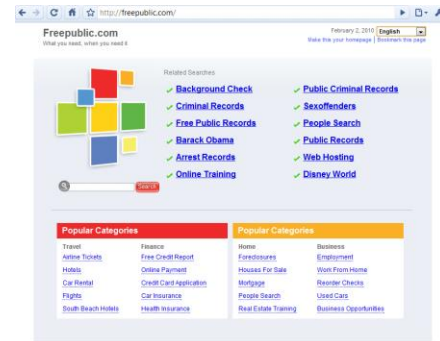 http://freepublic.com/
Freepublic.com
What you need, when you need it
February 2, 2010 English
Make this your homepage | Bookmark this page
Related Searches
Background Check
Public Criminal Records
Criminal Records
Sexoffenders
Free Public Records
People Search
Barack Obama
Public Records
Arrest Records
Web Hosting
Online Training
Disney World
Search
Popular Categories
Travel Finance
Airline Tickets Free Credit Report
Hotels Online Payment
Car Rental Credit Card Application
Flights Car Insurance
South Beach Hotels Health Insurance
Popular Categories
Home Business
Foreclosures Employment
Houses For Sale Work From Home
Mortgage Reorder Checks
People Search Used Cars
Real Estate Training Business Opportunities